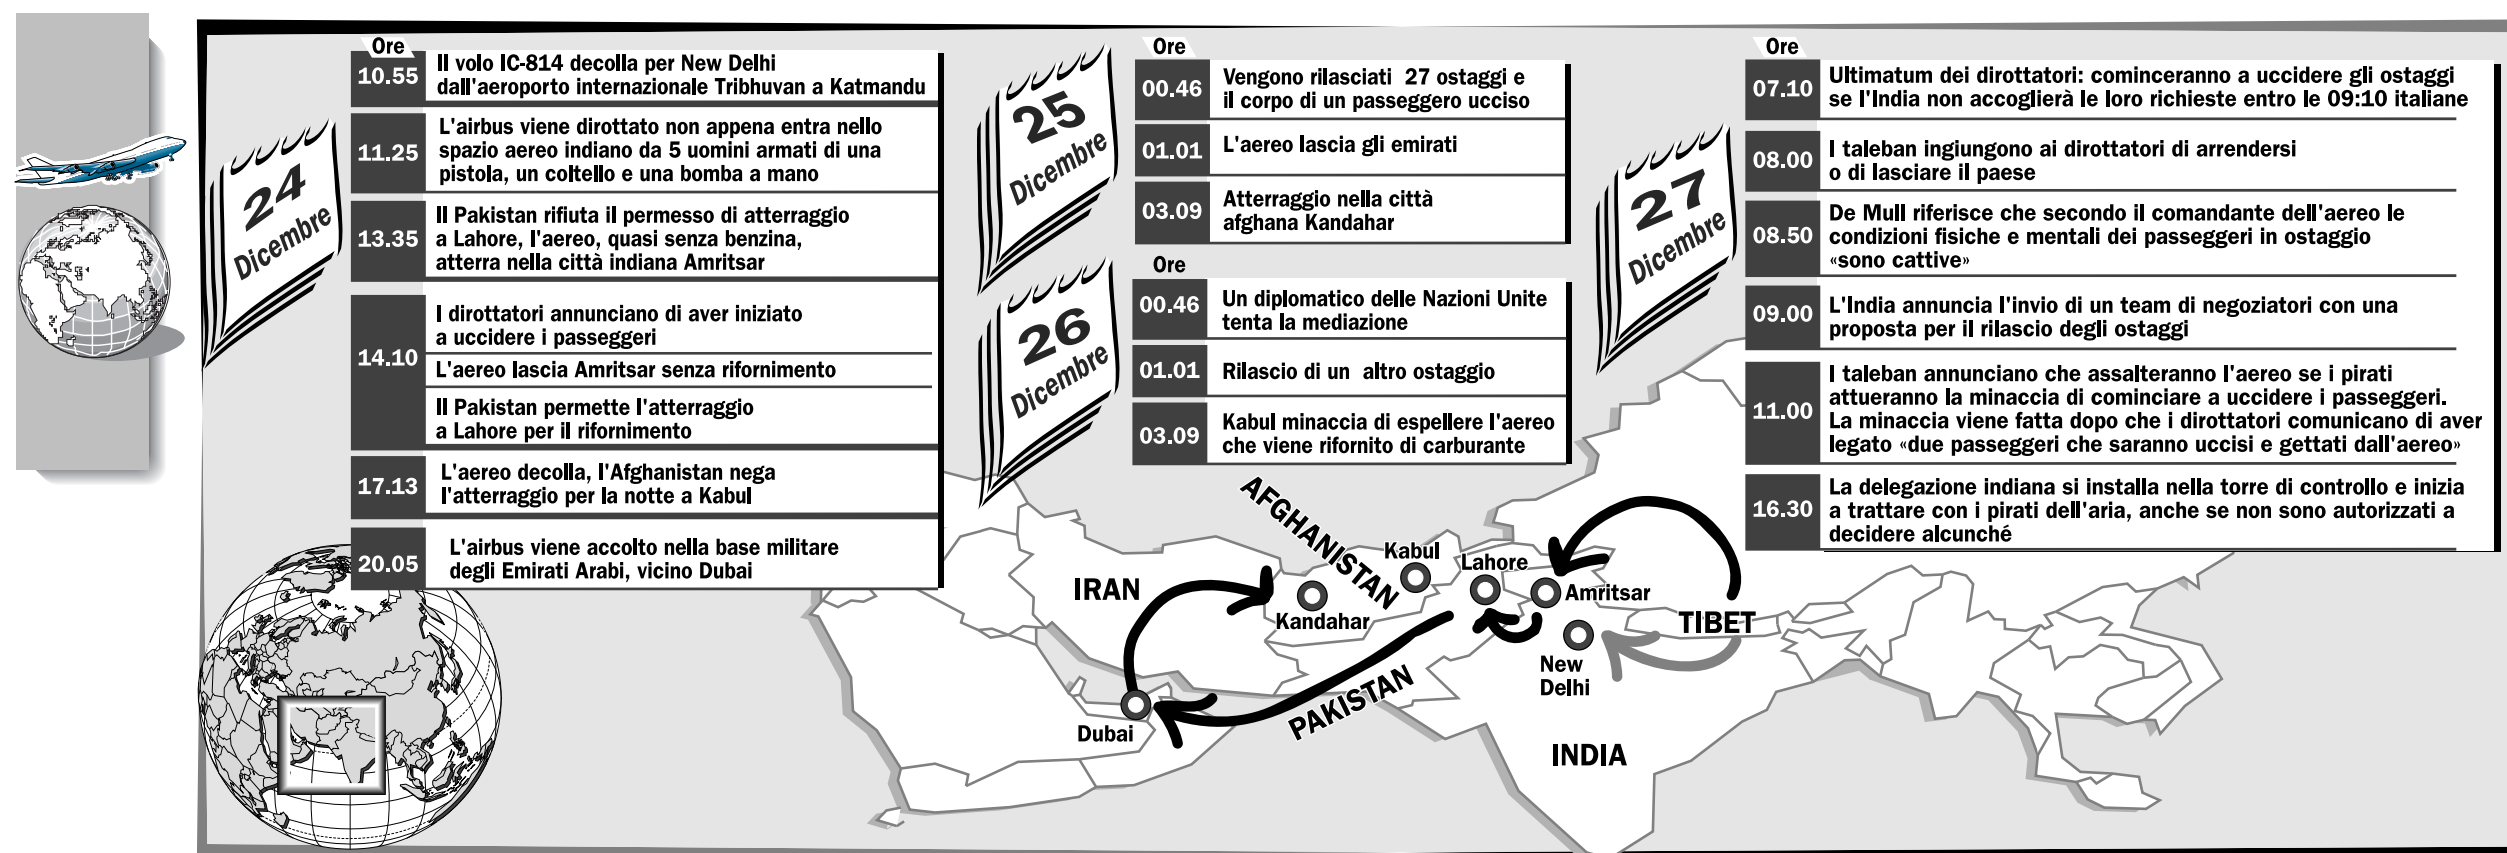 24
Dicembre
Ore
10.55
Il volo IC-814 decolla per New Delhi
dall'aeroporto internazionale Tribhuvan a Katmandu
11.25
L'airbus viene dirottato non appena entra nello
spazio aereo indiano da 5 uomini armati di una
pistola, un coltello e una bomba a mano
13.35
Il Pakistan rifiuta il permesso di atterraggio
a Lahore, l'aereo, quasi senza benzina,
atterra nella città indiana Amritsar
14.10
I dirottatori annunciano di aver iniziato
a uccidere i passeggeri
L'aereo lascia Amritsar senza rifornimento
Il Pakistan permette l'atterraggio
a Lahore per il rifornimento
17.13
L'aereo decolla, l'Afghanistan nega
l'atterraggio per la notte a Kabul
20.05
L'airbus viene accolto nella base militare
degli Emirati Arabi, vicino Dubai
25
Dicembre
Ore
00.46
Vengono rilasciati 27 ostaggi e
il corpo di un passeggero ucciso
01.01
L'aereo lascia gli emirati
03.09
Atterraggio nella città
afghana Kandahar
26
Dicembre
Ore
00.46
Un diplomatico delle Nazioni Unite
tenta la mediazione
01.01
Rilascio di un altro ostaggio
03.09
Kabul minaccia di espellere l'aereo
che viene rifornito di carburante
27
Dicembre
Ore
07.10
Ultimatum dei dirottatori: cominceranno a uccidere gli ostaggi
se l'India non accoglierà le loro richieste entro le 09:10 italiane
08.00
I taleban ingiungono ai dirottatori di arrendersi
o di lasciare il paese
08.50
De Mull riferisce che secondo il comandante dell'aereo le
condizioni fisiche e mentali dei passeggeri in ostaggio
«sono cattive»
09.00
L'India annuncia l'invio di un team di negoziatori con una
proposta per il rilascio degli ostaggi
11.00
I taleban annunciano che assalteranno l'aereo se i pirati
attueranno la minaccia di cominciare a uccidere i passeggeri.
La minaccia viene fatta dopo che i dirottatori comunicano di aver
legato «due passeggeri che saranno uccisi e gettati dall'aereo»
16.30
La delegazione indiana si installa nella torre di controllo e inizia
a trattare con i pirati dell'aria, anche se non sono autorizzati a
decidere alcunché
AFGHANISTAN
Kabul
Lahore
IRAN
Amritsar
Kandahar
TIBET
New
Delhi
PAKISTAN
Dubai
INDIA